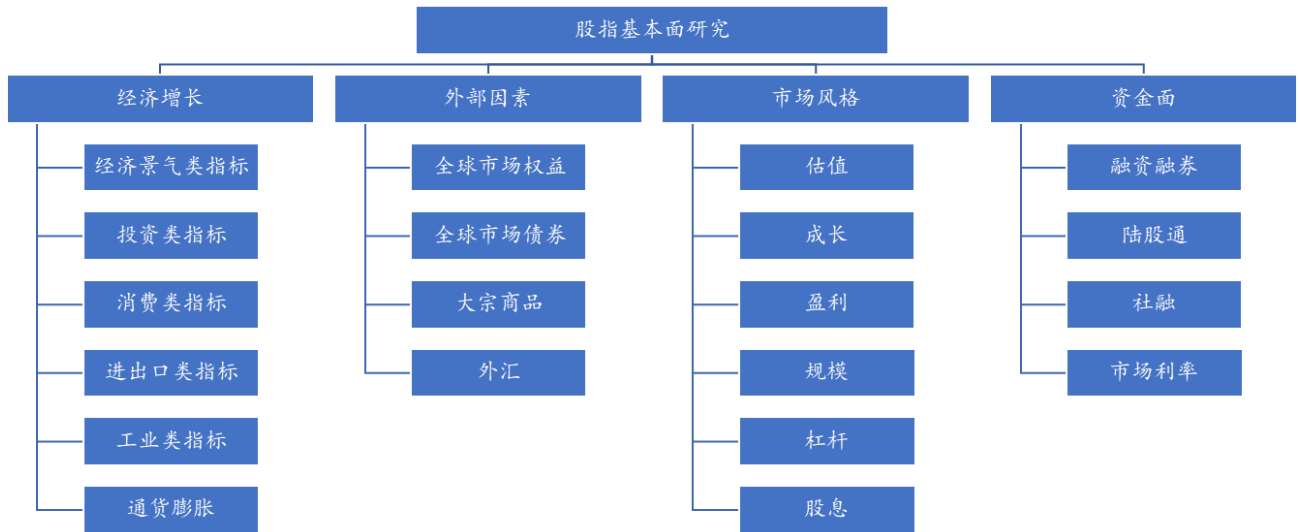 股指基本面研究
经济增长
外部因素
市场风格
资金面
经济景气类指标
投资类指标
消费类指标
进出口类指标
工业类指标
通货膨胀
全球市场权益
全球市场债券
大宗商品
外汇
估值
成长
盈利
规模
杠杆
股息
融资融券
陆股通
社融
市场利率